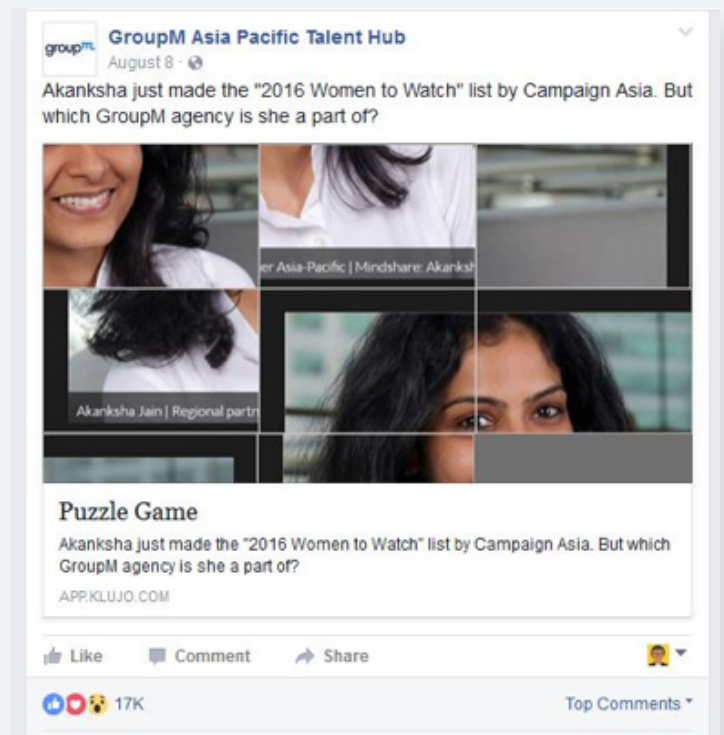 groupm
GroupM Asia Pacific Talent Hub
August 8 ·
Akanksha just made the "2016 Women to Watch" list by Campaign Asia. But
which GroupM agency is she a part of?
er Asia-Pacific | Mindshare: Akanksh
Akanksha Jain | Regional partn
Puzzle Game
Akanksha just made the "2016 Women to Watch" list by Campaign Asia. But which
GroupM agency is she a part of?
APP.KLUJO.COM
Like Comment Share
17K Top Comments